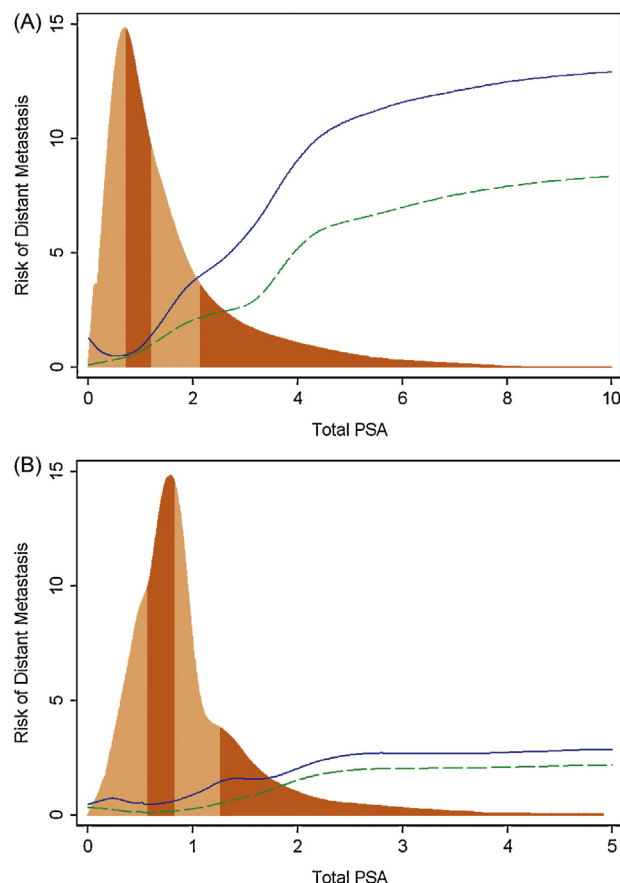 (A)
15
10
5
0
Risk of Distant Metastasis
0 2 4 6 8 10
Total PSA
(B)
15
10
5
0
Risk of Distant Metastasis
0 1 2 3 4 5
Total PSA